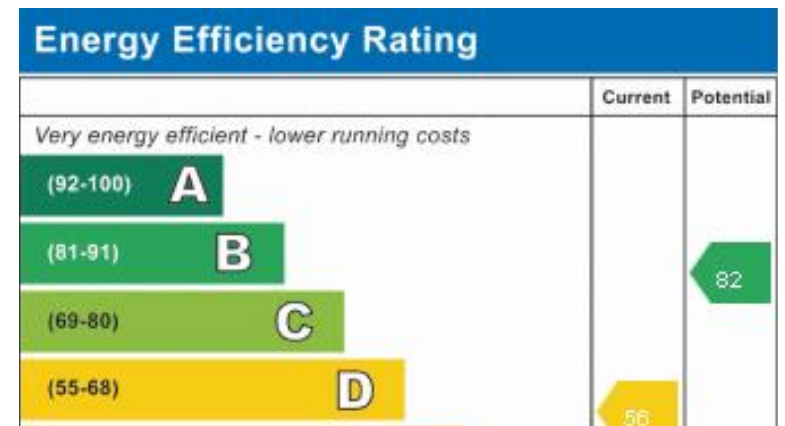 Energy Efficiency Rating
Current Potential
Very energy efficient - lower running costs
(92-100) A
(81-91) B
82
(69-80) C
(55-68) D
56